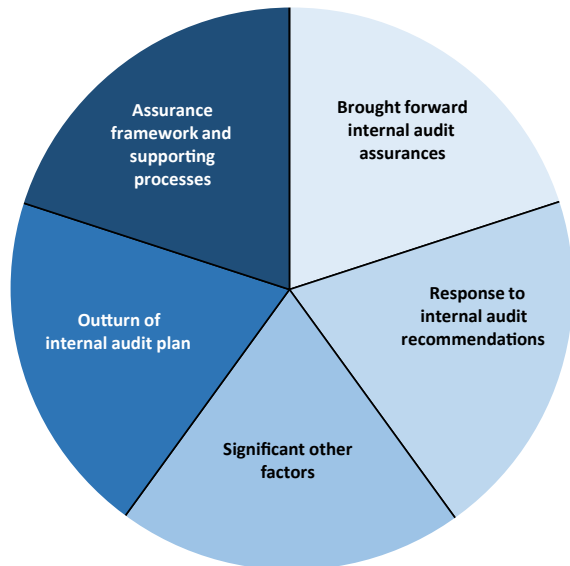 Assurance
framework and
supporting
processes
Brought forward
internal audit
assurances
Response to
internal audit
recommendations
Significant other
factors
Outturn of
internal audit plan